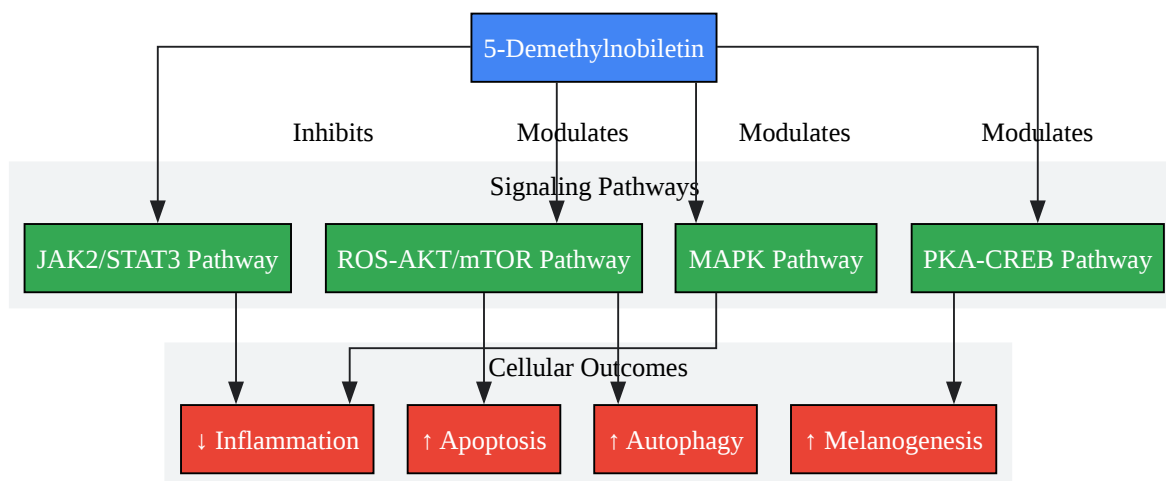 5-Demethylnobiletin
Inhibits
Modulates
Modulates
Modulates
Signaling Pathways
JAK2/STAT3 Pathway
ROS-AKT/mTOR Pathway
MAPK Pathway
PKA-CREB Pathway
Cellular Outcomes
↓ Inflammation
↑ Apoptosis
↑ Autophagy
↑ Melanogenesis